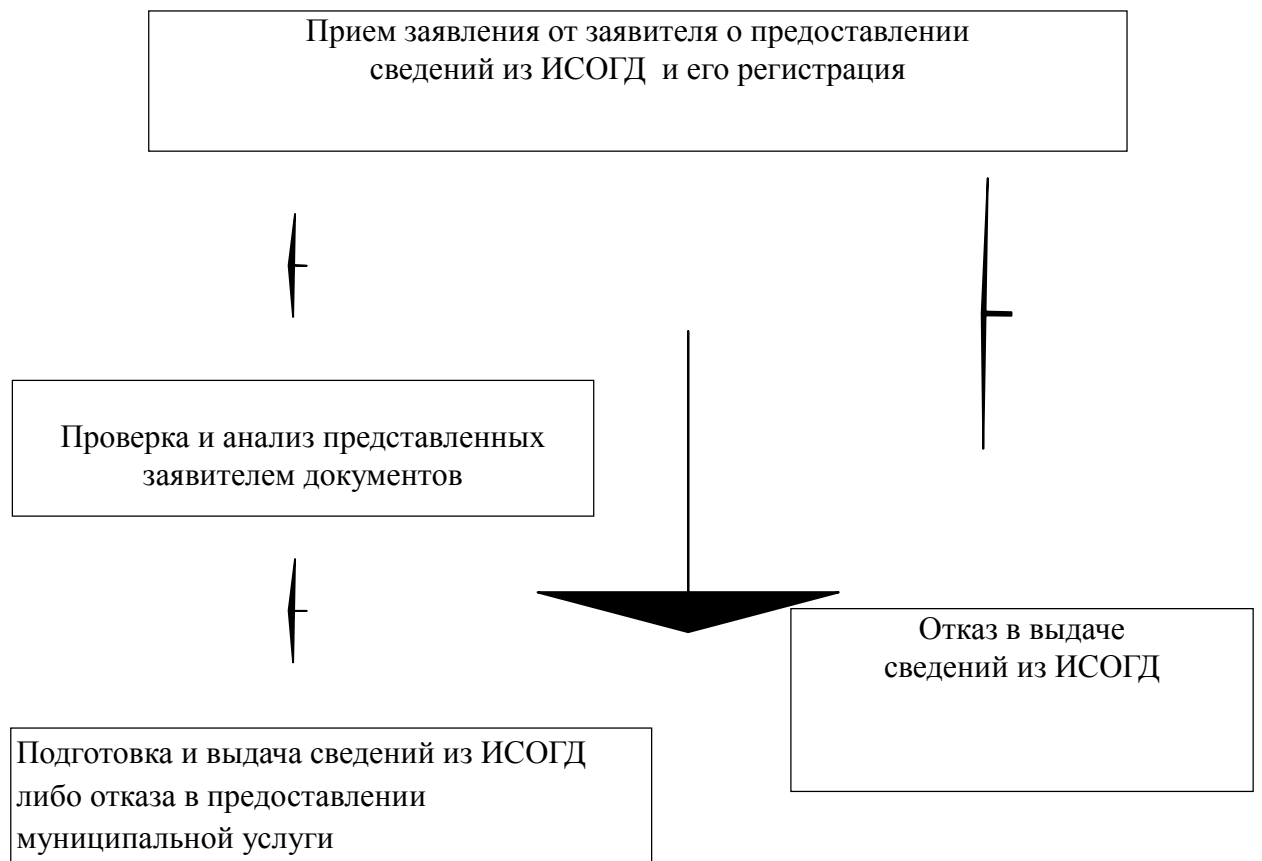 Прием заявления от заявителя о предоставлении
сведений из ИСОГД и его регистрация
Проверка и анализ представленных
заявителем документов
Отказ в выдаче
сведений из ИСОГД
Подготовка и выдача сведений из ИСОГД
либо отказа в предоставлении
муниципальной услуги